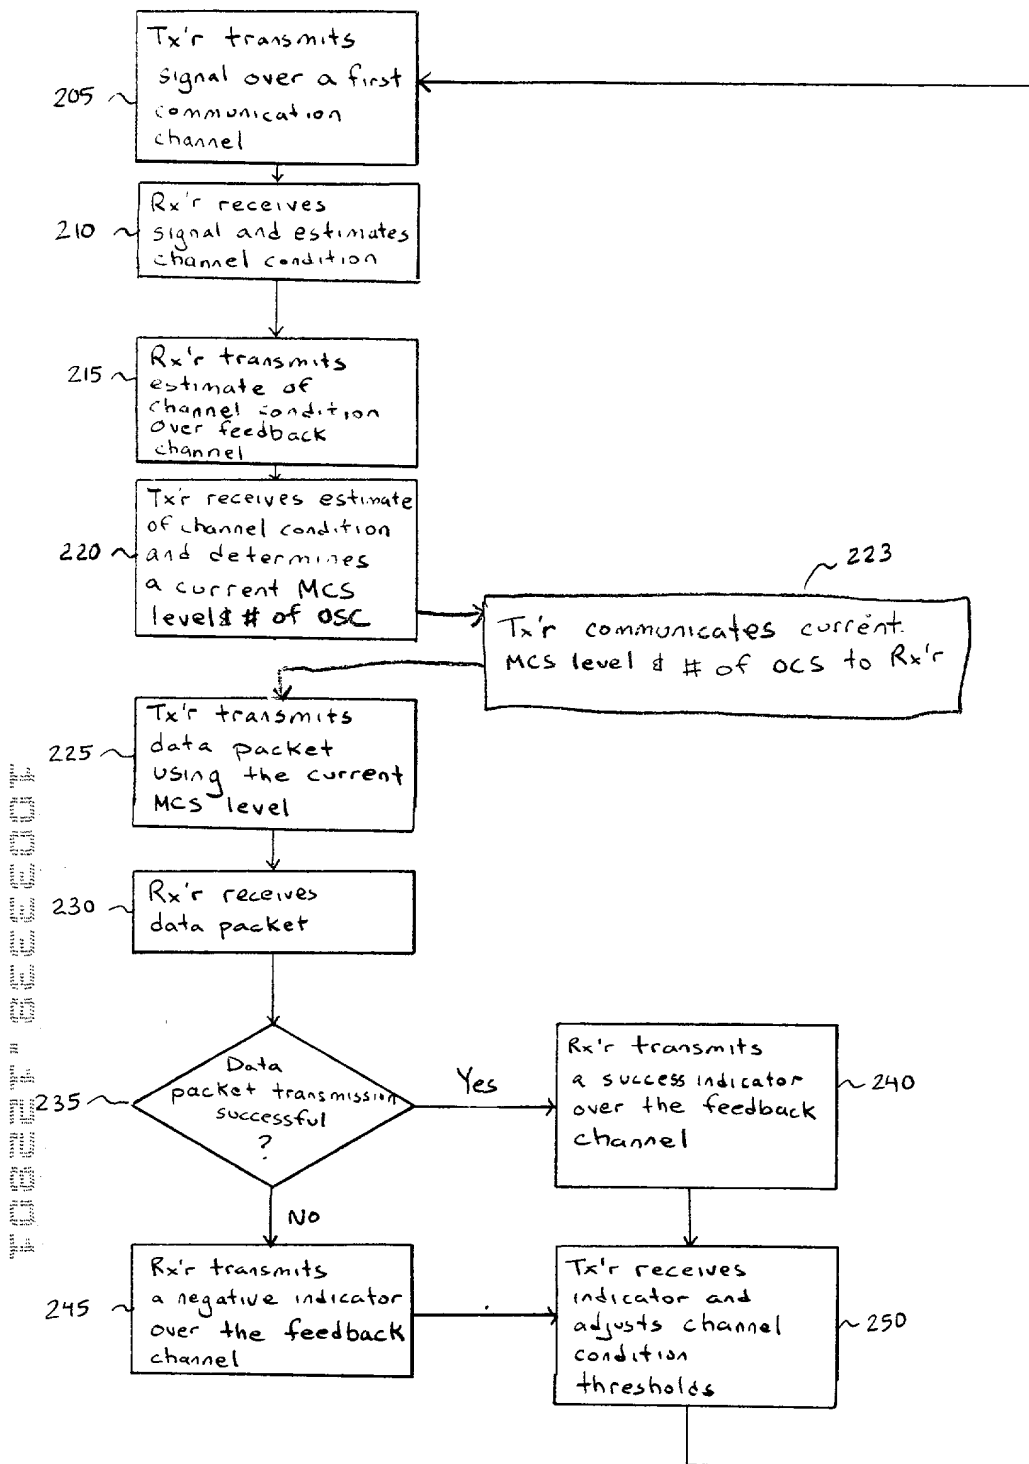 Tx'r transmits
signal over a first
communication
channel
205
Rx'r receives
signal and estimates
channel condition
210
Rx'r transmits
estimate of
channel condition
over feedback
channel
215
Tx'r receives estimate
of channel condition
and determines
a current MCS
level & # of OSC
220
223
Tx'r communicates current
MCS level & # of OCS to Rx'r
Tx'r transmits
data packet
using the current
MCS level
225
Rx'r receives
data packet
230
Data
packet transmission
successful
?
235
Yes
No
Rx'r transmits
a success indicator
over the feedback
channel
240
Rx'r transmits
a negative indicator
over the feedback
channel
245
Tx'r receives
indicator and
adjusts channel
condition
thresholds
250